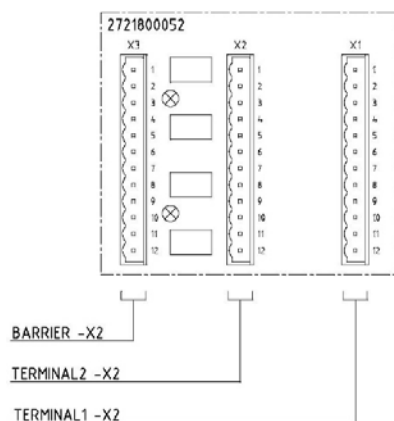 2721800052
X3 X2 X1
1 1 1
2 2 2
3 3 3
4 4 4
5 5 5
6 6 6
7 7 7
8 8 8
9 9 9
10 10 10
11 11 11
12 12 12
BARRIER -X2
TERMINAL2 -X2
TERMINAL1 -X2